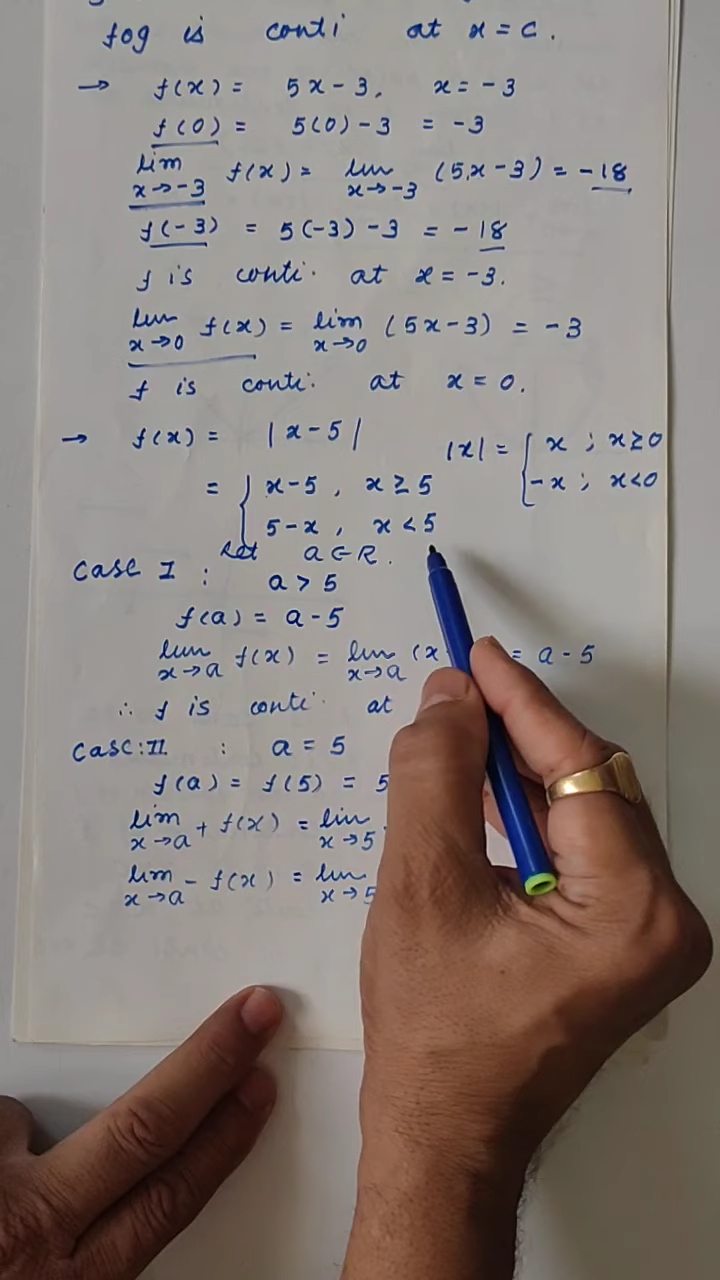 fog is conti at x = c.
→ f(x) = 5x - 3, x = -3
f(0) = 5(0) - 3 = -3
lim x→-3 f(x) = lim x→-3 (5x - 3) = -18
f(-3) = 5(-3) - 3 = -18
f is conti. at x = -3.
lim x→0 f(x) = lim x→0 (5x - 3) = -3
f is conti. at x = 0.
→ f(x) = |x - 5| |x| = { x ; x ≥ 0
= { x - 5, x ≥ 5 -x ; x < 0
5 - x, x < 5
Let a ∈ R.
Case I : a > 5
f(a) = a - 5
lim x→a f(x) = lim x→a (x = a - 5
∴ f is conti. at
Case: II : a = 5
f(a) = f(5) = 5
lim x→a+ f(x) = lim x→5
lim x→a- f(x) = lim x→5